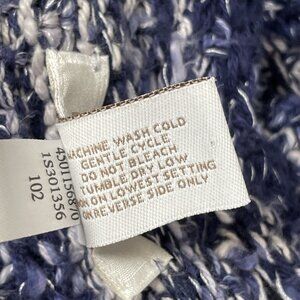 MACHINE WASH COLD
GENTLE CYCLE
DO NOT BLEACH
TUMBLE DRY LOW
ON LOWEST SETTING
ON REVERSE SIDE ONLY
1S301356
102